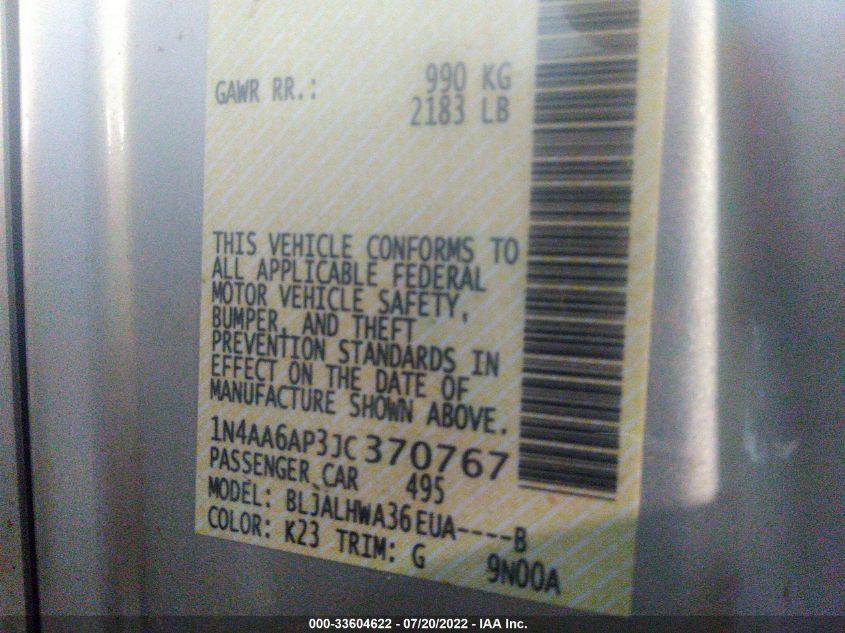 GAWR RR.: 990 KG
2183 LB
THIS VEHICLE CONFORMS TO
ALL APPLICABLE FEDERAL
MOTOR VEHICLE SAFETY,
BUMPER, AND THEFT
PREVENTION STANDARDS IN
EFFECT ON THE DATE OF
MANUFACTURE SHOWN ABOVE.
1N4AA6AP3JC370767
PASSENGER CAR 495
MODEL: BLJALHWA36EUA----B
COLOR: K23 TRIM: G 9N00A
000-33604622 - 07/20/2022 - IAA Inc.